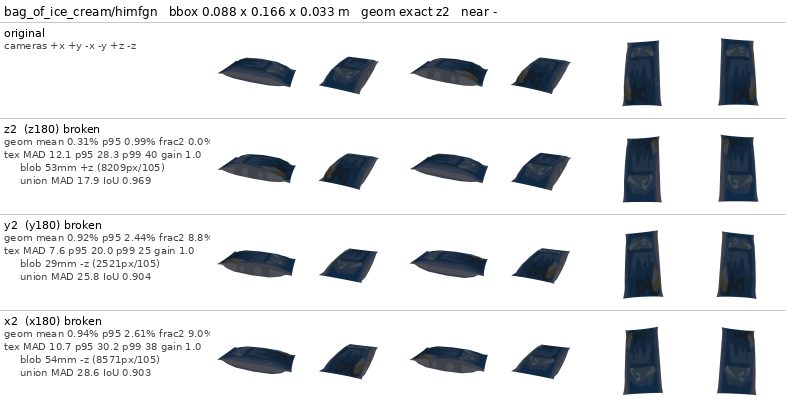 bag_of_ice_cream/himfgn   bbox 0.088 x 0.166 x 0.033 m   geom exact z2   near -
original
cameras +x +y -x -y +z -z
z2  (z180) broken
geom mean 0.31% p95 0.99% frac2 0.0%
tex MAD 12.1 p95 28.3 p99 40 gain 1.0
blob 53mm +z (8209px/105)
union MAD 17.9 IoU 0.969
y2  (y180) broken
geom mean 0.92% p95 2.44% frac2 8.8%
tex MAD 7.6 p95 20.0 p99 25 gain 1.0
blob 29mm -z (2521px/105)
union MAD 25.8 IoU 0.904
x2  (x180) broken
geom mean 0.94% p95 2.61% frac2 9.0%
tex MAD 10.7 p95 30.2 p99 38 gain 1.0
blob 54mm -z (8571px/105)
union MAD 28.6 IoU 0.903